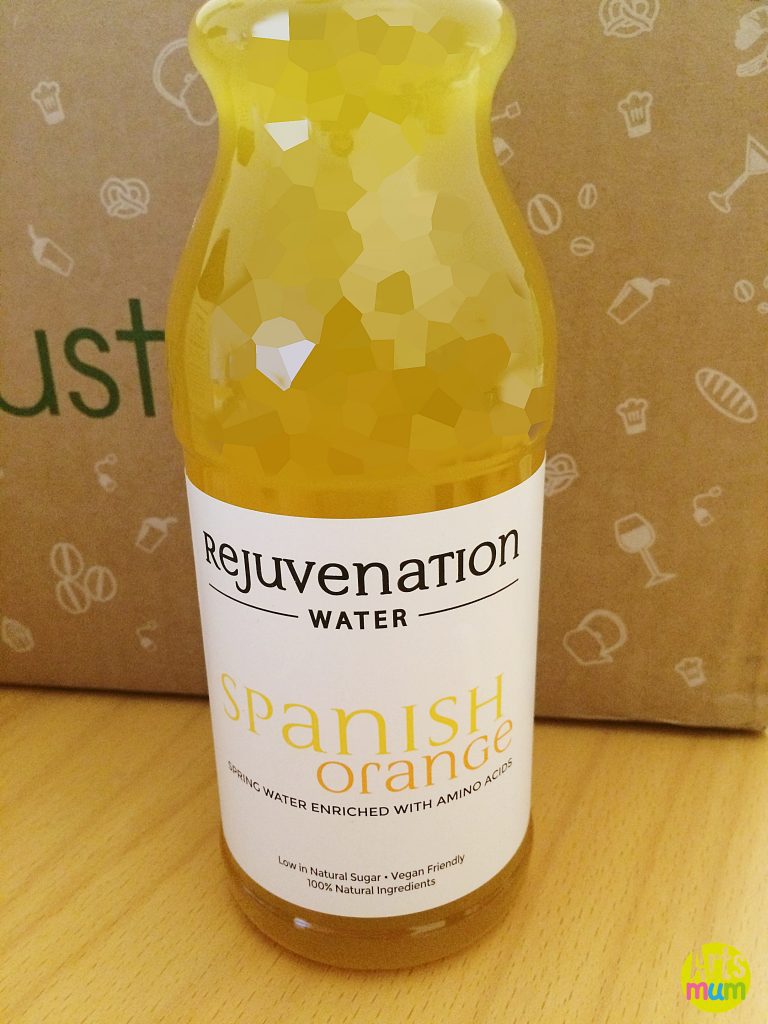 ust
Rejuvenation
WATER
SPANISH
orange
SPRING WATER ENRICHED WITH AMINO ACIDS
Low in Natural Sugar • Vegan Friendly
100% Natural Ingredients
Arts
mum